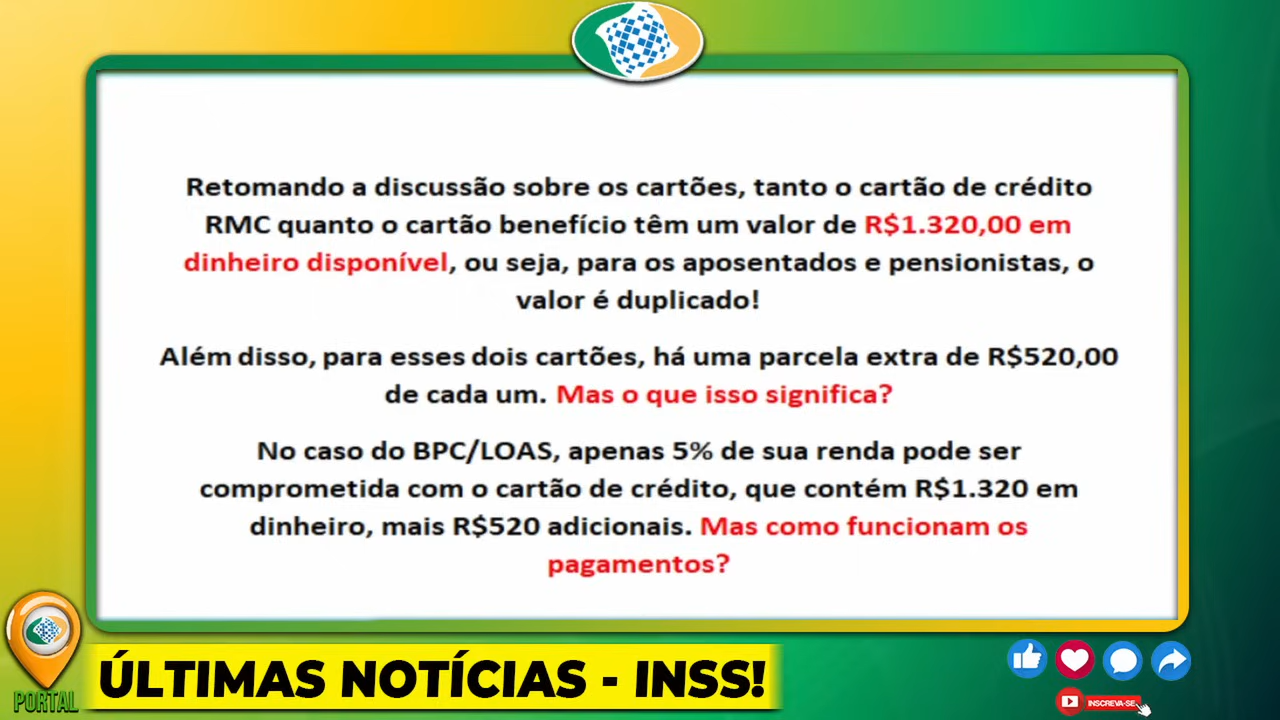 Retomando a discussão sobre os cartões, tanto o cartão de crédito
RMC quanto o cartão benefício têm um valor de R$1.320,00 em
dinheiro disponível, ou seja, para os aposentados e pensionistas, o
valor é duplicado!
Além disso, para esses dois cartões, há uma parcela extra de R$520,00
de cada um. Mas o que isso significa?
No caso do BPC/LOAS, apenas 5% de sua renda pode ser
comprometida com o cartão de crédito, que contém R$1.320 em
dinheiro, mais R$520 adicionais. Mas como funcionam os
pagamentos?
PORTAL
ÚLTIMAS NOTÍCIAS - INSS!
INSCREVA-SE